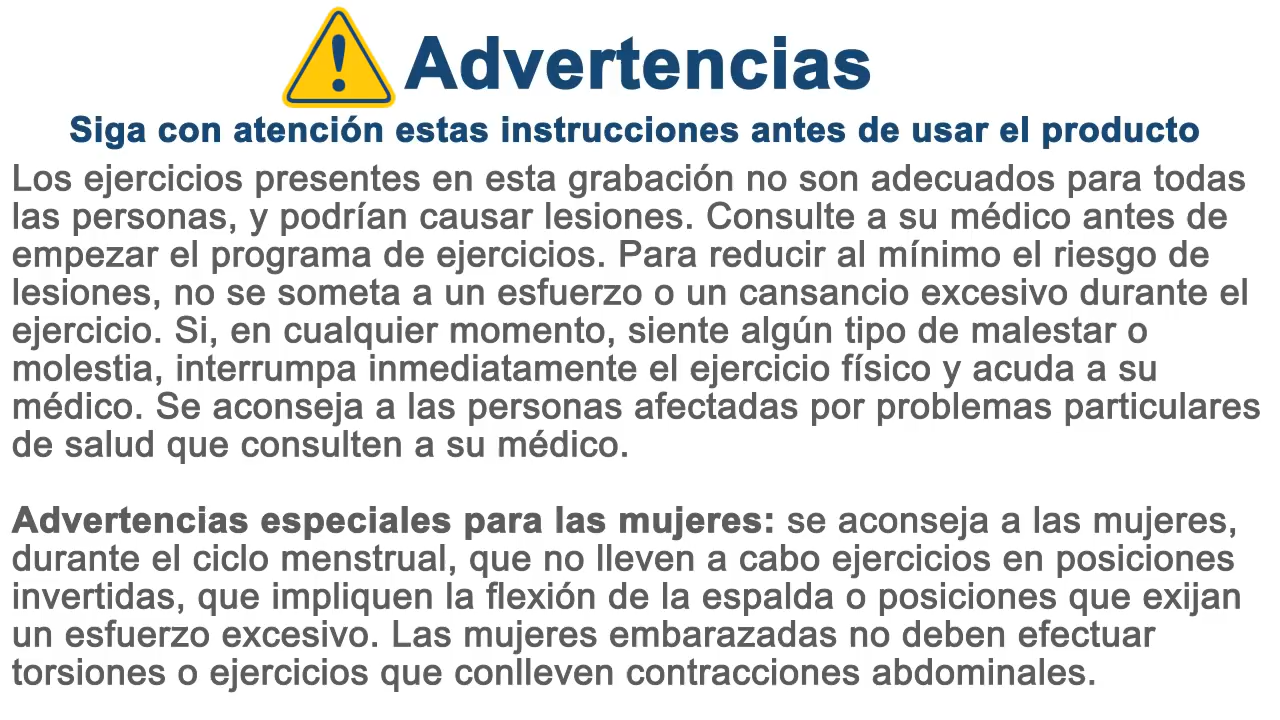 Advertencias
Siga con atención estas instrucciones antes de usar el producto
Los ejercicios presentes en esta grabación no son adecuados para todas
las personas, y podrían causar lesiones. Consulte a su médico antes de
empezar el programa de ejercicios. Para reducir al mínimo el riesgo de
lesiones, no se someta a un esfuerzo o un cansancio excesivo durante el
ejercicio. Si, en cualquier momento, siente algún tipo de malestar o
molestia, interrumpa inmediatamente el ejercicio físico y acuda a su
médico. Se aconseja a las personas afectadas por problemas particulares
de salud que consulten a su médico.
Advertencias especiales para las mujeres: se aconseja a las mujeres,
durante el ciclo menstrual, que no lleven a cabo ejercicios en posiciones
invertidas, que impliquen la flexión de la espalda o posiciones que exijan
un esfuerzo excesivo. Las mujeres embarazadas no deben efectuar
torsiones o ejercicios que conlleven contracciones abdominales.